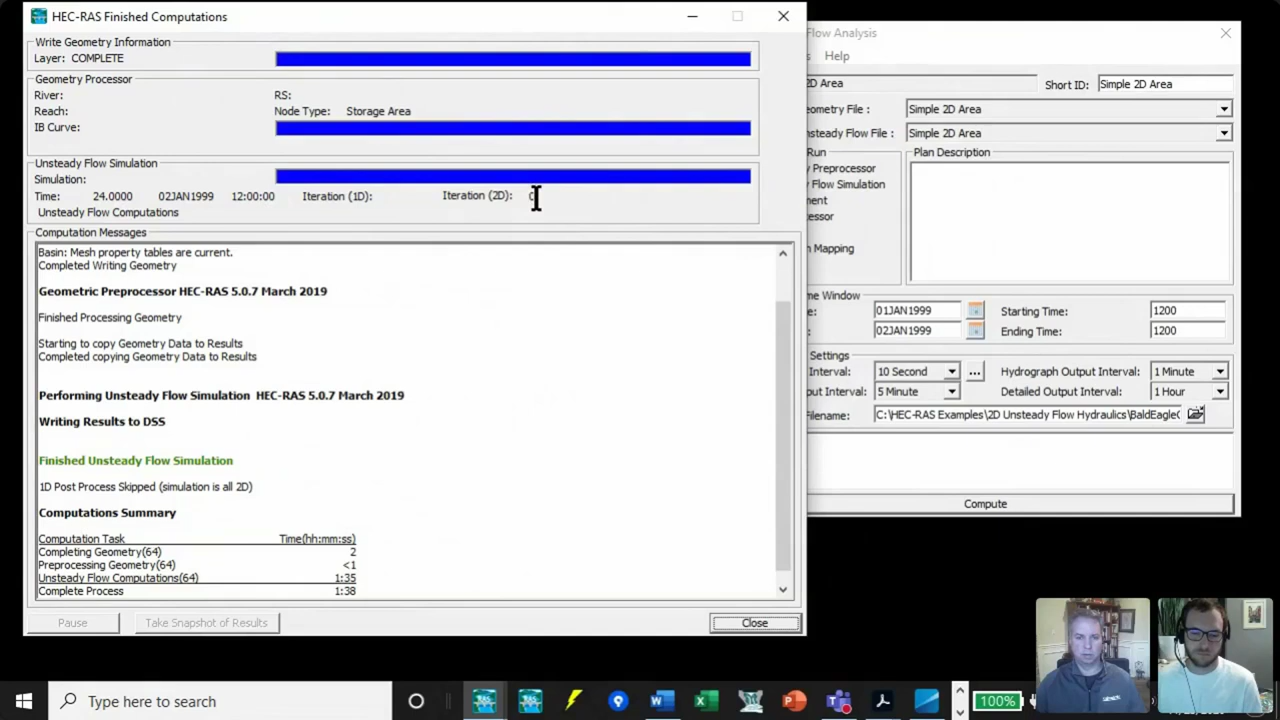 HEC-RAS Finished Computations
Write Geometry Information
Layer: COMPLETE
Geometry Processor
River: RS:
Reach: Node Type: Storage Area
IB Curve:
Unsteady Flow Simulation
Simulation:
Time: 24.0000 02JAN1999 12:00:00 Iteration (1D): Iteration (2D):
Unsteady Flow Computations
Computation Messages
Basin: Mesh property tables are current.
Completed Writing Geometry
Geometric Preprocessor HEC-RAS 5.0.7 March 2019
Finished Processing Geometry
Starting to copy Geometry Data to Results
Completed copying Geometry Data to Results
Performing Unsteady Flow Simulation HEC-RAS 5.0.7 March 2019
Writing Results to DSS
Finished Unsteady Flow Simulation
1D Post Process Skipped (simulation is all 2D)
Computations Summary
Computation Task Time(hh:mm:ss)
Completing Geometry(64) 2
Preprocessing Geometry(64) <1
Unsteady Flow Computations(64) 1:35
Complete Process 1:38
Pause Take Snapshot of Results Close
Flow Analysis
Help
2D Area Short ID: Simple 2D Area
Geometry File : Simple 2D Area
Unsteady Flow File : Simple 2D Area
Run Plan Description
Preprocessor
Flow Simulation
Mapping
Window
01JAN1999 Starting Time: 1200
02JAN1999 Ending Time: 1200
Settings
Interval: 10 Second ... Hydrograph Output Interval: 1 Minute
Interval: 5 Minute Detailed Output Interval: 1 Hour
Filename: C:\HEC-RAS Examples\2D Unsteady Flow Hydraulics\BaldEagle
Compute
Type here to search
100%